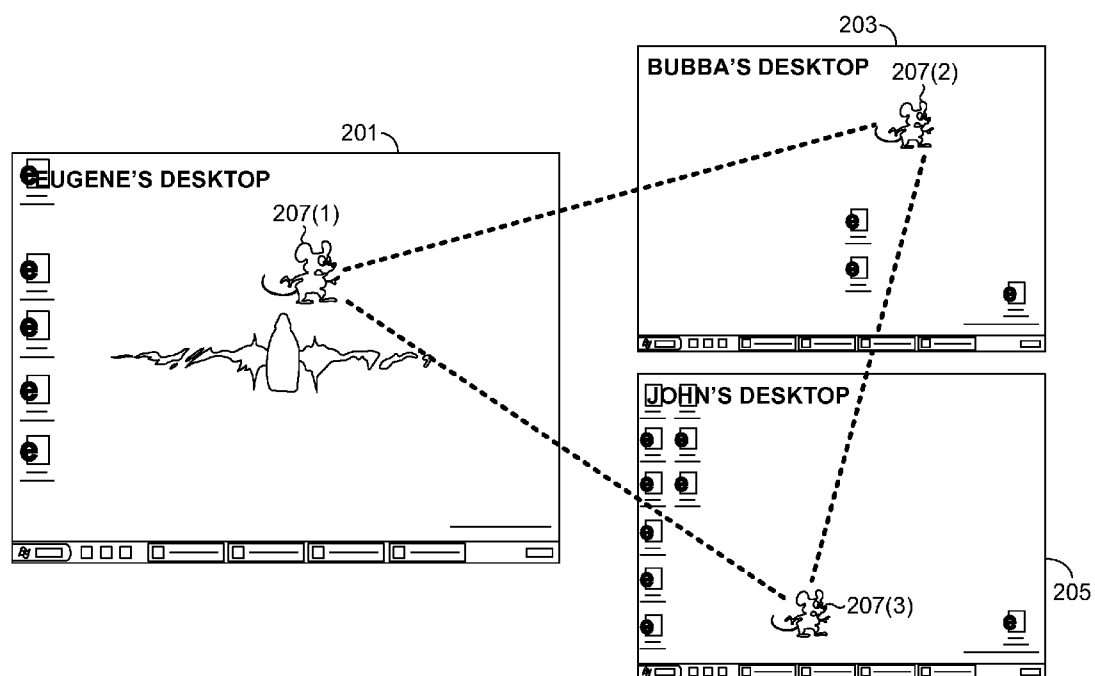 203
BUBBA'S DESKTOP
207(2)
201
EUGENE'S DESKTOP
207(1)
e
e
e
e
e
e
e
e
JOHN'S DESKTOP
e e
e e
e
e
e
e
207(3)
205